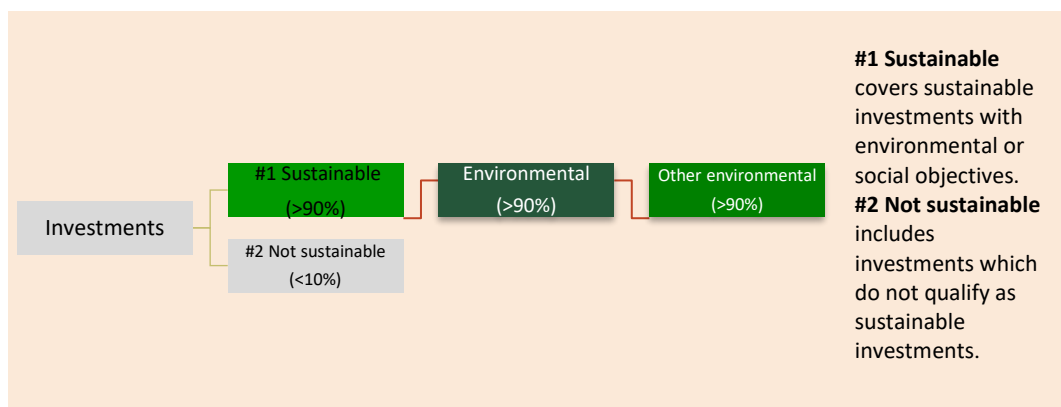 Investments
#1 Sustainable
(>90%)
#2 Not sustainable
(<10%)
Environmental
(>90%)
Other environmental
(>90%)
#1 Sustainable
covers sustainable
investments with
environmental or
social objectives.
#2 Not sustainable
includes
investments which
do not qualify as
sustainable
investments.